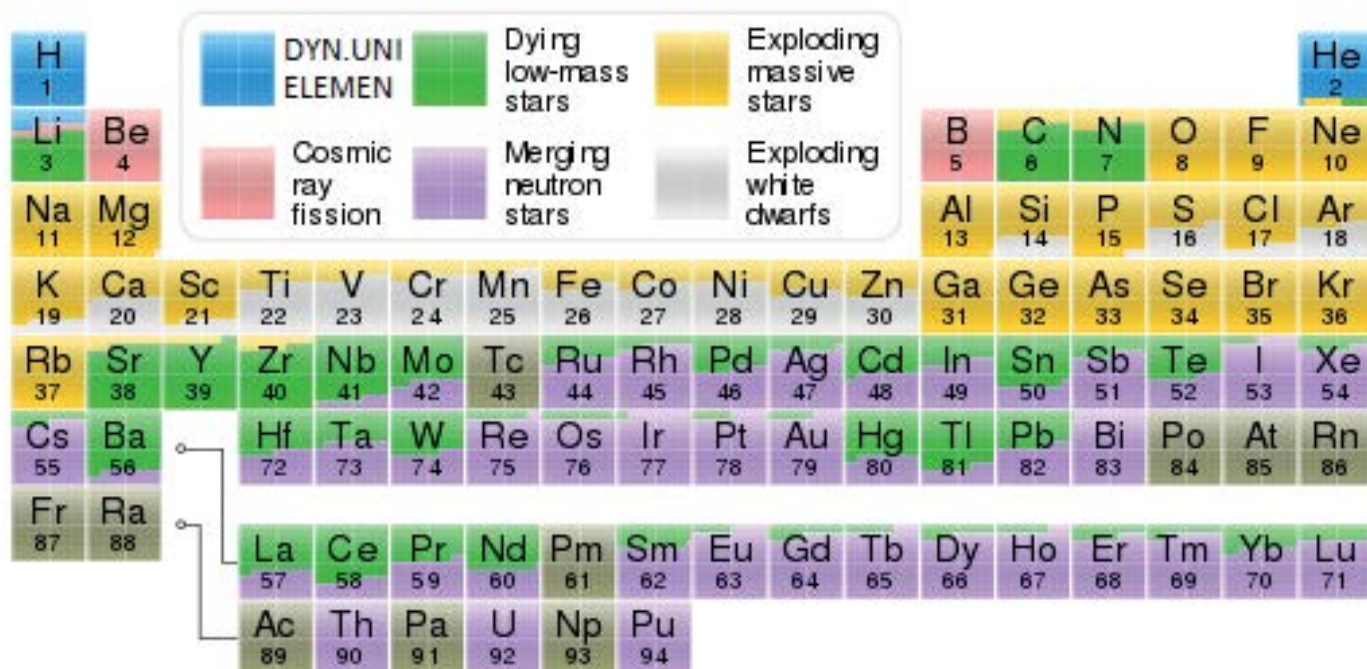 H
1
DYN.UNI
ELEMEN
Dying
low-mass
stars
Exploding
massive
stars
He
2
Li
3
Be
4
Cosmic
ray
fission
Merging
neutron
stars
Exploding
white
dwarfs
B
5
C
6
N
7
O
8
F
9
Ne
10
Na
11
Mg
12
Al
13
Si
14
P
15
S
16
Cl
17
Ar
18
K
19
Ca
20
Sc
21
Ti
22
V
23
Cr
24
Mn
25
Fe
26
Co
27
Ni
28
Cu
29
Zn
30
Ga
31
Ge
32
As
33
Se
34
Br
35
Kr
36
Rb
37
Sr
38
Y
39
Zr
40
Nb
41
Mo
42
Tc
43
Ru
44
Rh
45
Pd
46
Ag
47
Cd
48
In
49
Sn
50
Sb
51
Te
52
I
53
Xe
54
Cs
55
Ba
56
Hf
72
Ta
73
W
74
Re
75
Os
76
Ir
77
Pt
78
Au
79
Hg
80
Tl
81
Pb
82
Bi
83
Po
84
At
85
Rn
86
Fr
87
Ra
88
La
57
Ce
58
Pr
59
Nd
60
Pm
61
Sm
62
Eu
63
Gd
64
Tb
65
Dy
66
Ho
67
Er
68
Tm
69
Yb
70
Lu
71
Ac
89
Th
90
Pa
91
U
92
Np
93
Pu
94